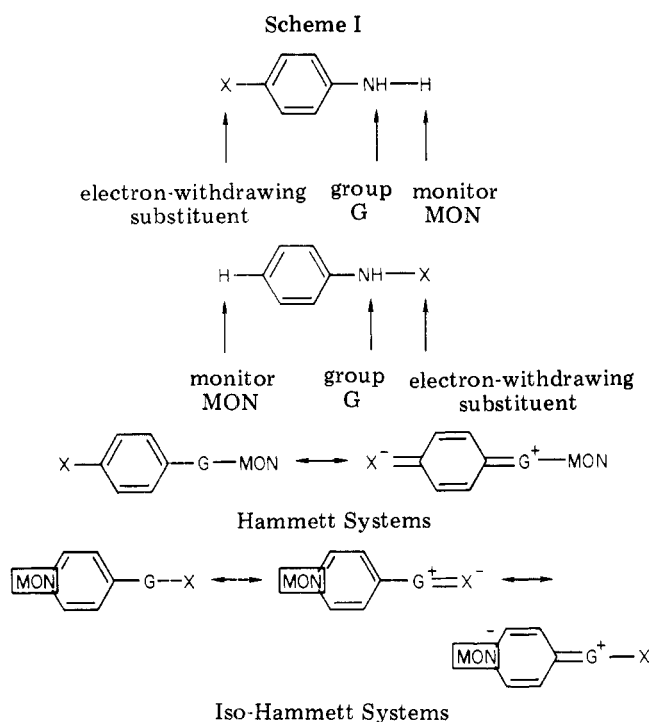 Scheme I
X NH H
electron-withdrawing substituent group G monitor MON
H NH X
monitor MON group G electron-withdrawing substituent
X G MON X⁻ G⁺ MON
Hammett Systems
MON G X MON G⁺ X⁻
MON ⁻ G⁺ X
Iso-Hammett Systems